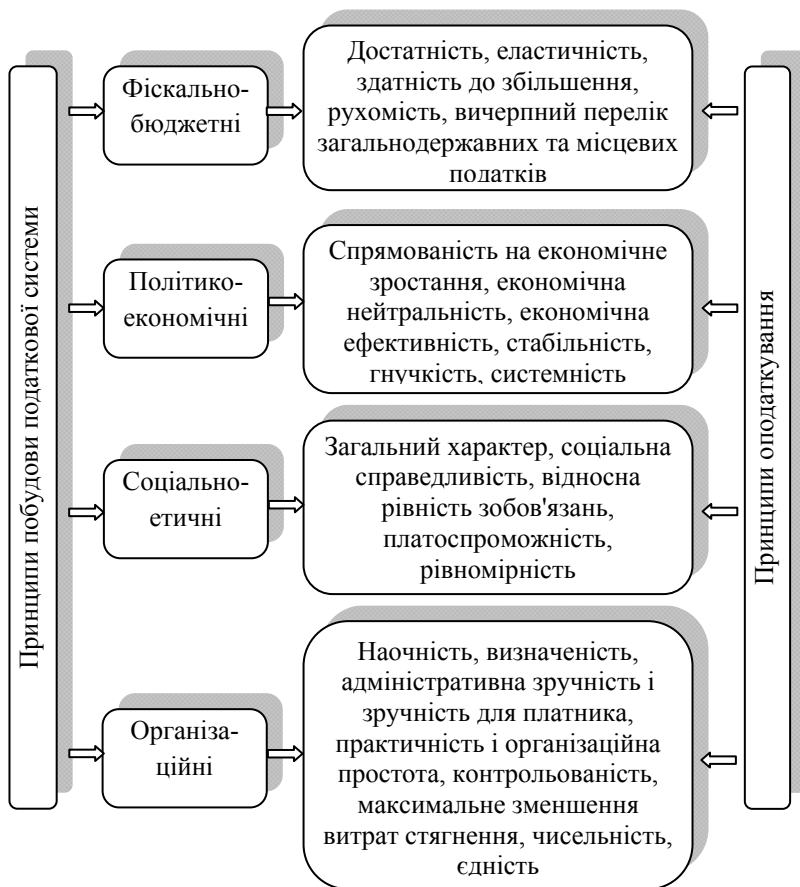 Принципи побудови податкової системи
Фіскально-
бюджетні
Достатність, еластичність,
здатність до збільшення,
рухомість, вичерпний перелік
загальнодержавних та місцевих
податків
Політико-
економічні
Спрямованість на економічне
зростання, економічна
нейтральність, економічна
ефективність, стабільність,
гнучкість, системність
Соціально-
етичні
Загальний характер, соціальна
справедливість, відносна
рівність зобов'язань,
платоспроможність,
рівномірність
Організа-
ційні
Наочність, визначеність,
адміністративна зручність і
зручність для платника,
практичність і організаційна
простота, контрольованість,
максимальне зменшення
витрат стягнення, чисельність,
єдність
Принципи оподаткування